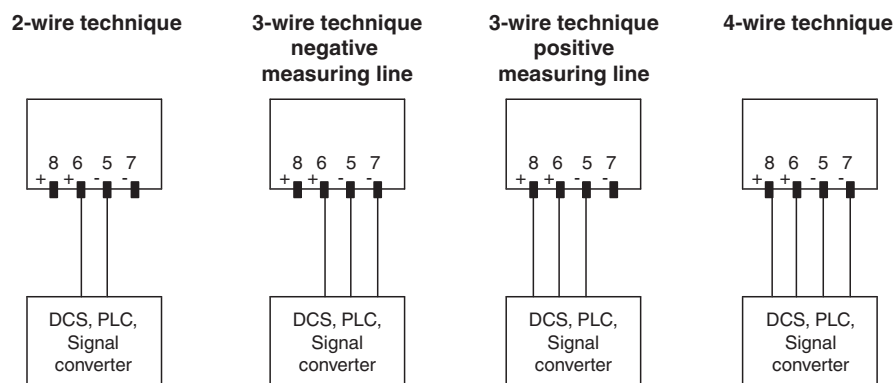 2-wire technique
3-wire technique
negative
measuring line
3-wire technique
positive
measuring line
4-wire technique
8 6 5 7
+ + - -
8 6 5 7
+ + - -
8 6 5 7
+ + - -
8 6 5 7
+ + - -
DCS, PLC,
Signal
converter
DCS, PLC,
Signal
converter
DCS, PLC,
Signal
converter
DCS, PLC,
Signal
converter